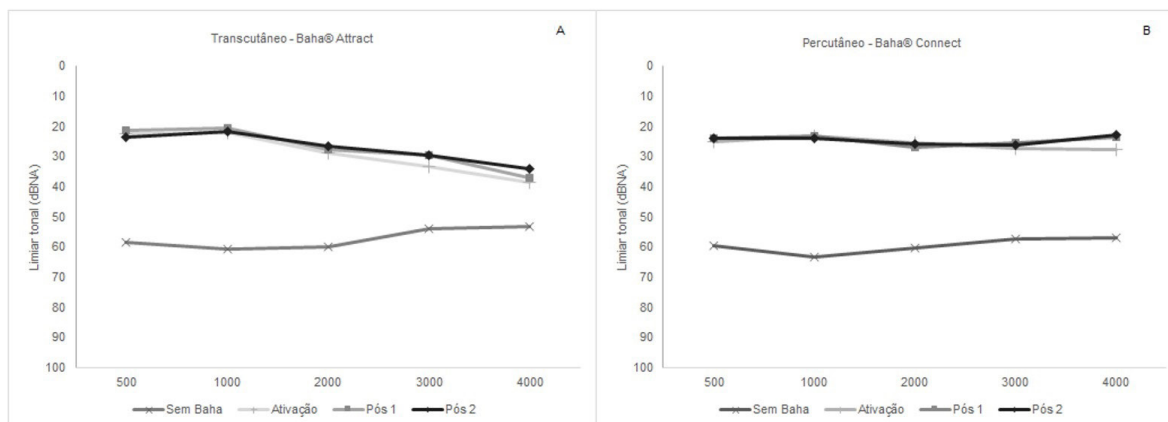 Transcutâneo - Baha® Attract
A
0
10
20
30
40
50
60
70
80
90
100
Limiar tonal (dBNA)
500 1000 2000 3000 4000
Sem Baha Ativação Pós 1 Pós 2
Percutâneo - Baha® Connect
B
0
10
20
30
40
50
60
70
80
90
100
Limiar tonal (dBNA)
500 1000 2000 3000 4000
Sem Baha Ativação Pós 1 Pós 2